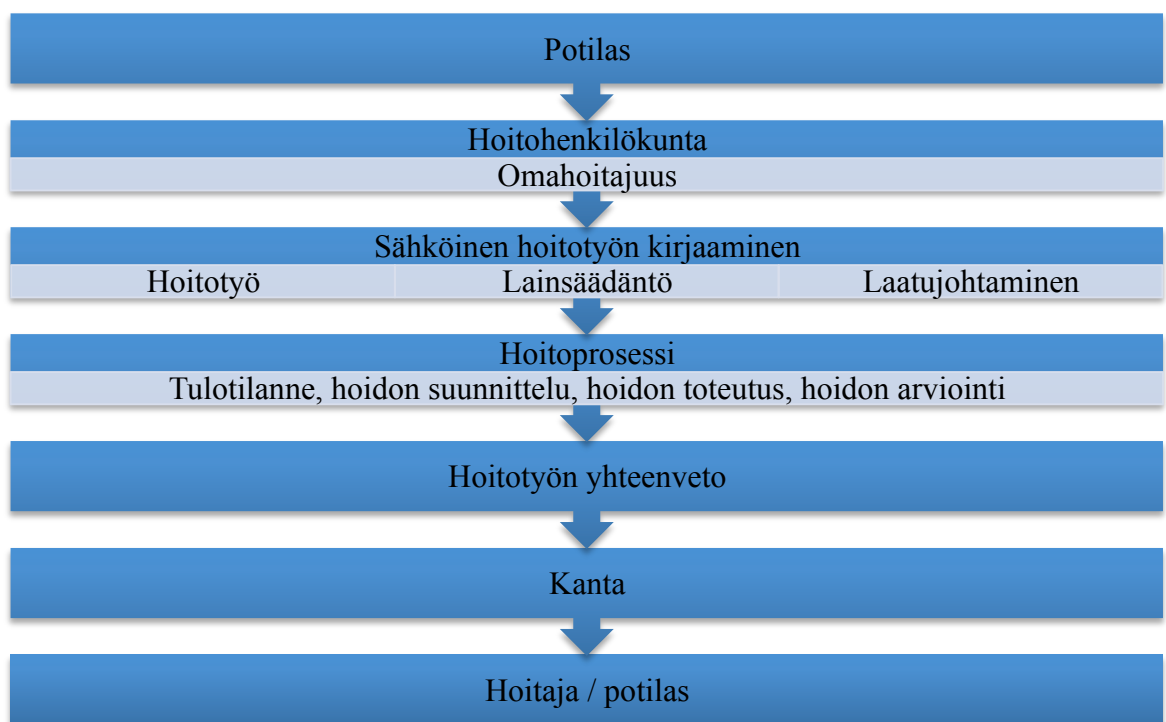 Potilas
Hoitohenkilökunta
Omahoitajuus
Sähköinen hoitotyön kirjaaminen
Hoitotyö Lainsäädäntö Laatujohtaminen
Hoitoprosessi
Tulotilanne, hoidon suunnittelu, hoidon toteutus, hoidon arviointi
Hoitotyön yhteenveto
Kanta
Hoitaja / potilas